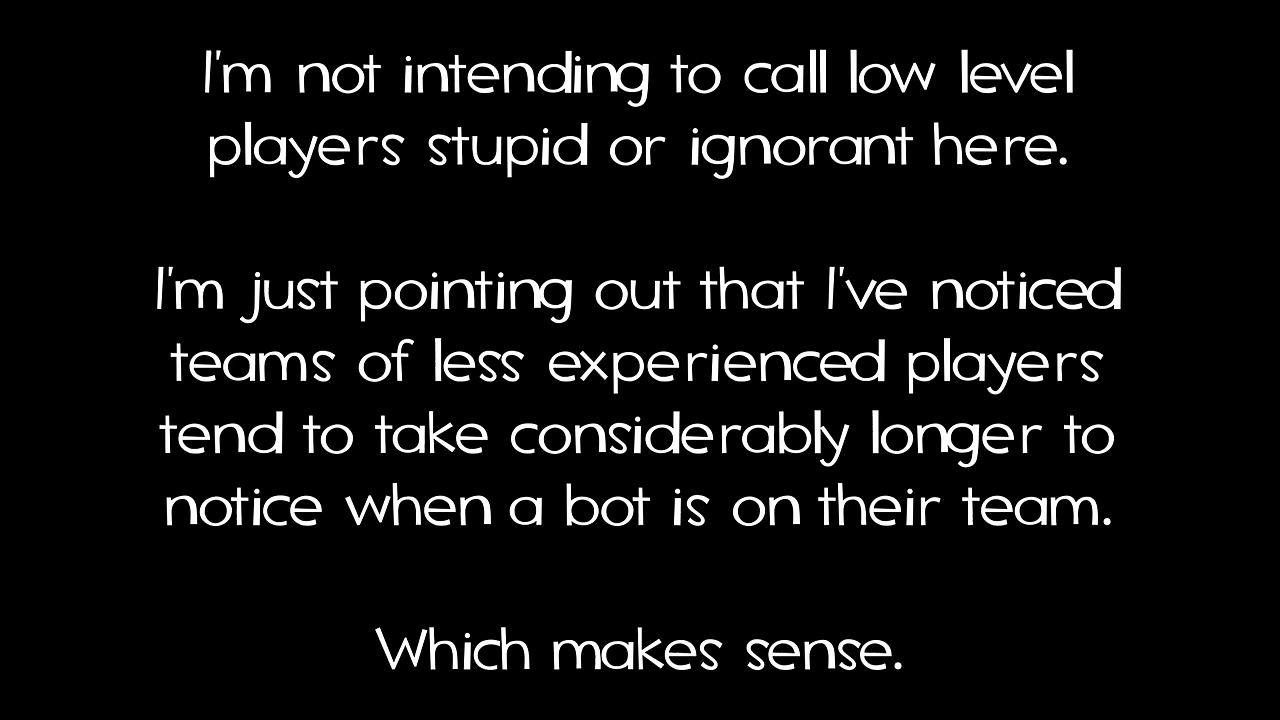 I'm not intending to call low level
players stupid or ignorant here.
I'm just pointing out that I've noticed
teams of less experienced players
tend to take considerably longer to
notice when a bot is on their team.
Which makes sense.